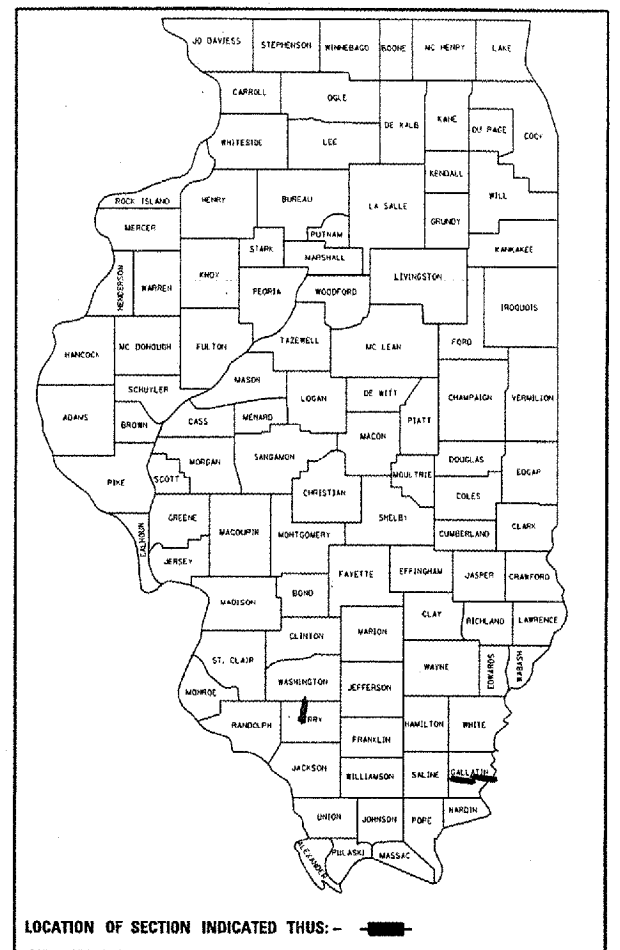 JO DAVIESS STEPHENSON WINNEBAGO BOONE MC HENRY LAKE
CARROLL OGLE DE KALB KANE DU PAGE COOK
WHITESIDE LEE
KENDALL WILL
ROCK ISLAND HENRY BUREAU LA SALLE GRUNDY
MERCER PUTNAM
STARK MARSHALL KANKAKEE
HENDERSON WARREN KNOX PEORIA WOODFORD LIVINGSTON IROQUOIS
HANCOCK MC DONOUGH FULTON TAZEWELL MC LEAN FORD
SCHUYLER MASON LOGAN DE WITT CHAMPAIGN VERMILION
ADAMS BROWN CASS MENARD MACON PIATT
PIKE SCOTT MORGAN SANGAMON CHRISTIAN MOULTRIE DOUGLAS EDGAR
COLES
CALHOUN GREENE MACOUPIN MONTGOMERY SHELBY CUMBERLAND CLARK
JERSEY FAYETTE EFFINGHAM JASPER CRAWFORD
MADISON BOND
CLINTON MARION CLAY RICHLAND LAWRENCE
ST. CLAIR WASHINGTON JEFFERSON WAYNE EDWARDS WABASH
MONROE
RANDOLPH PERRY FRANKLIN HAMILTON WHITE
JACKSON WILLIAMSON SALINE GALLATIN
UNION JOHNSON POPE HARDIN
ALEXANDER PULASKI MASSAC
LOCATION OF SECTION INDICATED THUS: -